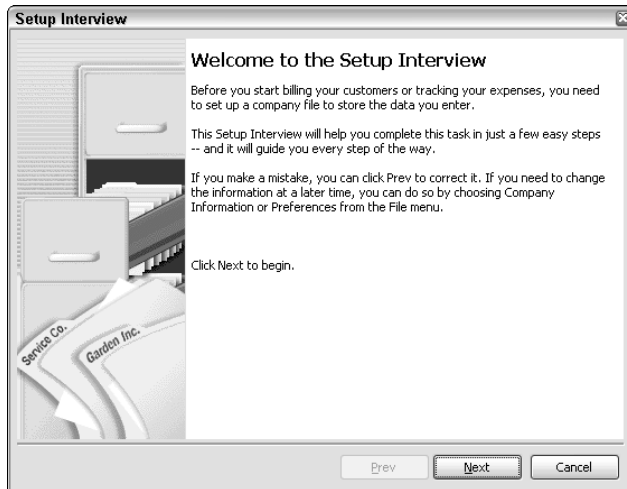 Setup Interview
Welcome to the Setup Interview
Before you start billing your customers or tracking your expenses, you need
to set up a company file to store the data you enter.
This Setup Interview will help you complete this task in just a few easy steps
-- and it will guide you every step of the way.
If you make a mistake, you can click Prev to correct it. If you need to change
the information at a later time, you can do so by choosing Company
Information or Preferences from the File menu.
Click Next to begin.
Service Co.
Garden Inc.
Prev
Next
Cancel